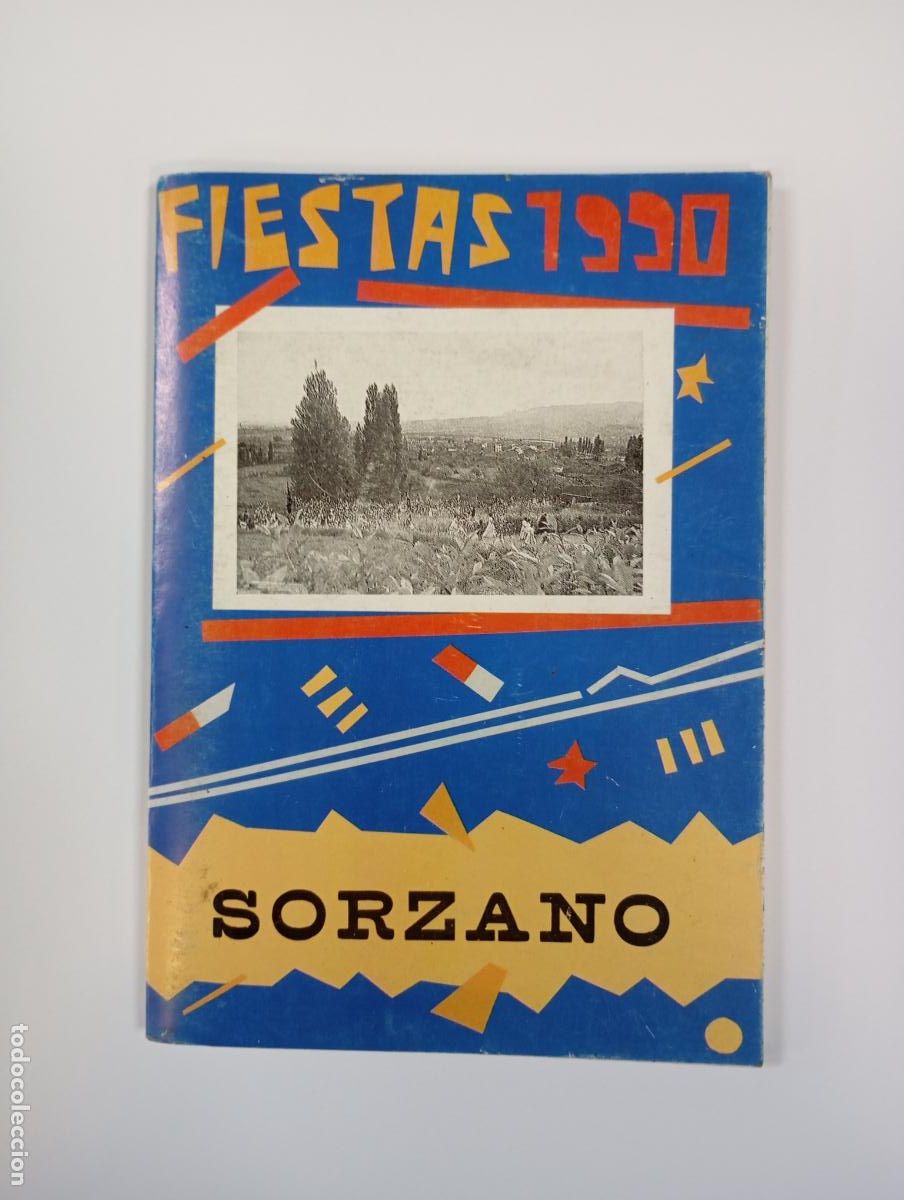 FIESTAS 1990
SORZANO
todocoleccion